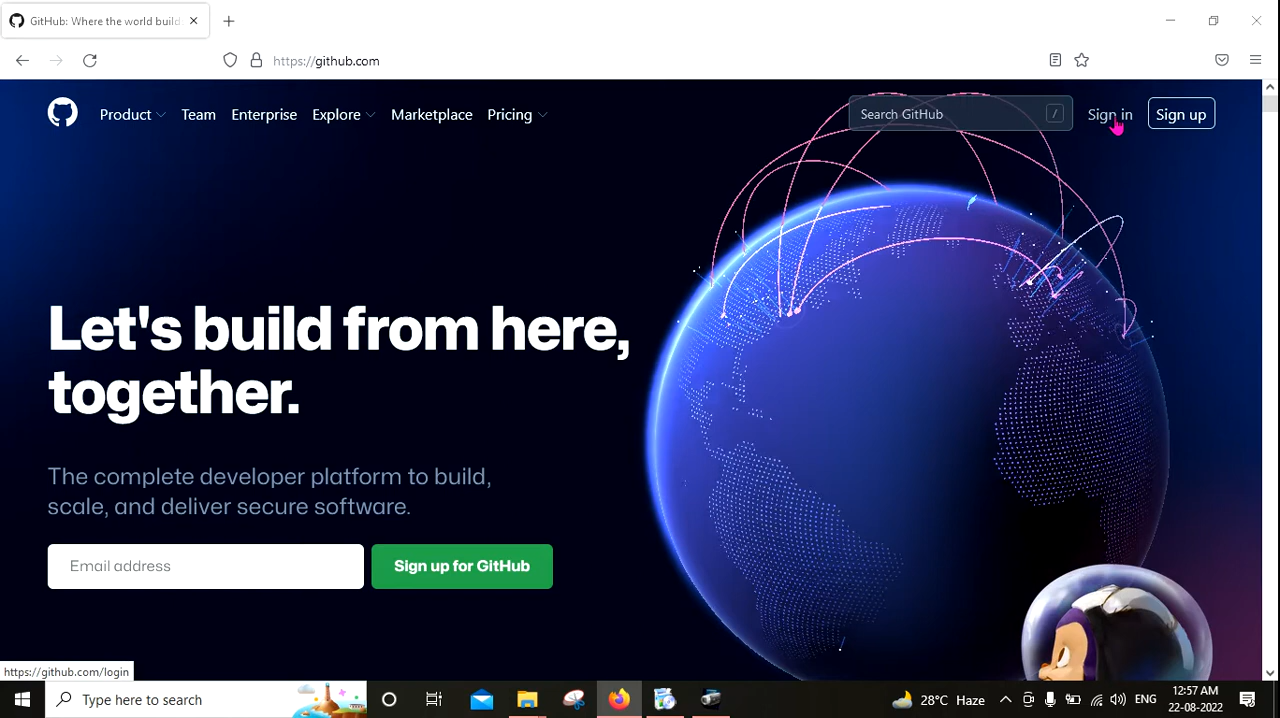 GitHub: Where the world build
https://github.com
Product
Team
Enterprise
Explore
Marketplace
Pricing
Search GitHub
/
Sign in
Sign up
Let's build from here,
together.
The complete developer platform to build,
scale, and deliver secure software.
Email address
Sign up for GitHub
https://github.com/login
Type here to search
28°C Haze
ENG
12:57 AM
22-08-2022